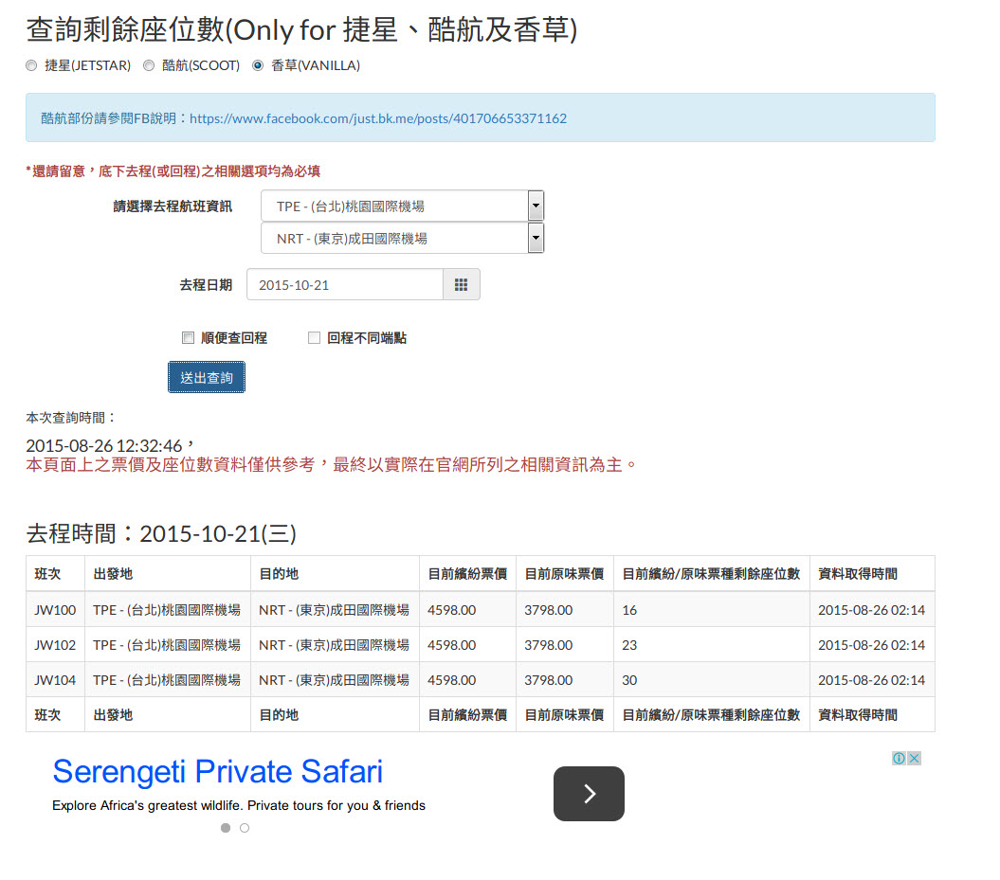 查詢剩餘座位數(Only for 捷星、酷航及香草)
捷星(JETSTAR) 酷航(SCOOT) 香草(VANILLA)
酷航部份請參閱FB說明：https://www.facebook.com/just.bk.me/posts/401706653371162
*還請留意，底下去程(或回程)之相關選項均為必填
請選擇去程航班資訊 TPE - (台北)桃園國際機場
NRT - (東京)成田國際機場
去程日期 2015-10-21
順便查回程 回程不同端點
送出查詢
本次查詢時間：
2015-08-26 12:32:46，
本頁面上之票價及座位數資料僅供參考，最終以實際在官網所列之相關資訊為主。
去程時間：2015-10-21(三)
班次 出發地 目的地 目前繽紛票價 目前原味票價 目前繽紛/原味票種剩餘座位數 資料取得時間
JW100 TPE - (台北)桃園國際機場 NRT - (東京)成田國際機場 4598.00 3798.00 16 2015-08-26 02:14
JW102 TPE - (台北)桃園國際機場 NRT - (東京)成田國際機場 4598.00 3798.00 23 2015-08-26 02:14
JW104 TPE - (台北)桃園國際機場 NRT - (東京)成田國際機場 4598.00 3798.00 30 2015-08-26 02:14
班次 出發地 目的地 目前繽紛票價 目前原味票價 目前繽紛/原味票種剩餘座位數 資料取得時間
Serengeti Private Safari
Explore Africa's greatest wildlife. Private tours for you & friends